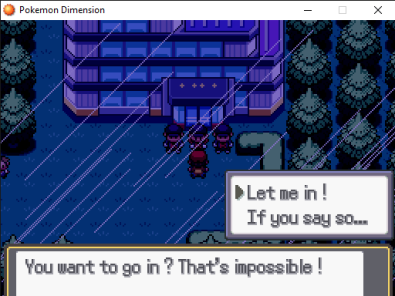 Pokemon Dimension
Let me in !
If you say so...
You want to go in ? That's impossible !